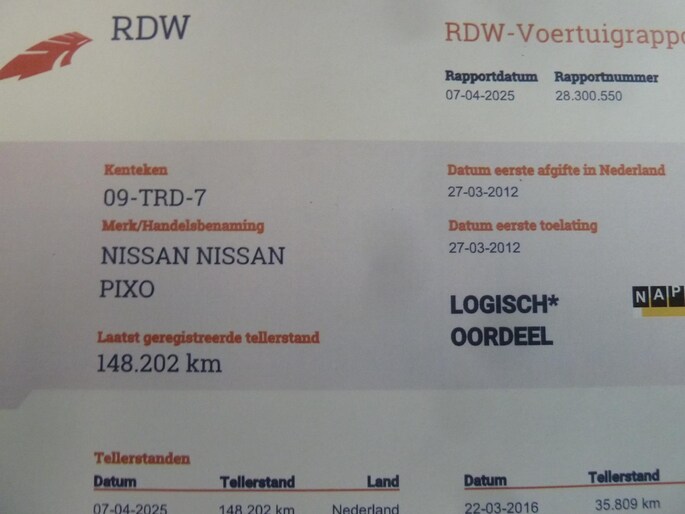 RDW
RDW-Voertuigrappo
Rapportdatum Rapportnummer
07-04-2025 28.300.550
Kenteken
09-TRD-7
Merk/Handelsbenaming
NISSAN NISSAN
PIXO
Laatst geregistreerde tellerstand
148.202 km
Datum eerste afgifte in Nederland
27-03-2012
Datum eerste toelating
27-03-2012
LOGISCH*
OORDEEL
NAP
Tellerstanden
Datum Tellerstand Land
07-04-2025 148.202 km Nederland
Datum Tellerstand
22-03-2016 35.809 km